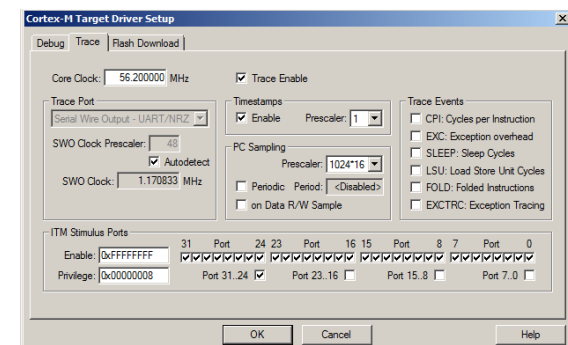 Cortex-M Target Driver Setup
Debug Trace Flash Download
Core Clock: 56.200000 MHz Trace Enable
Trace Port
Serial Wire Output - UART/NRZ
SWO Clock Prescaler: 48
Autodetect
SWO Clock: 1.170833 MHz
Timestamps
Enable Prescaler: 1
PC Sampling
Prescaler: 1024*16
Periodic Period: <Disabled>
on Data R/W Sample
Trace Events
CPI: Cycles per Instruction
EXC: Exception overhead
SLEEP: Sleep Cycles
LSU: Load Store Unit Cycles
FOLD: Folded Instructions
EXCTRC: Exception Tracing
ITM Stimulus Ports
31 Port 24 23 Port 16 15 Port 8 7 Port 0
Enable: 0xFFFFFFFF
Privilege: 0x00000008 Port 31..24 Port 23..16 Port 15..8 Port 7..0
OK Cancel Help